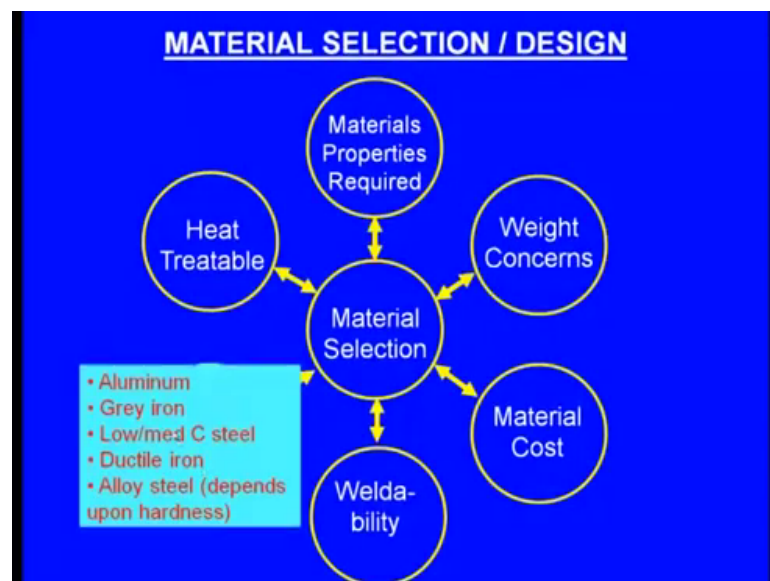 MATERIAL SELECTION / DESIGN
Materials
Properties
Required
Heat
Treatable
Weight
Concerns
Material
Selection
• Aluminum
• Grey iron
• Low/med C steel
• Ductile iron
• Alloy steel (depends
upon hardness)
Material
Cost
Welda-
bility